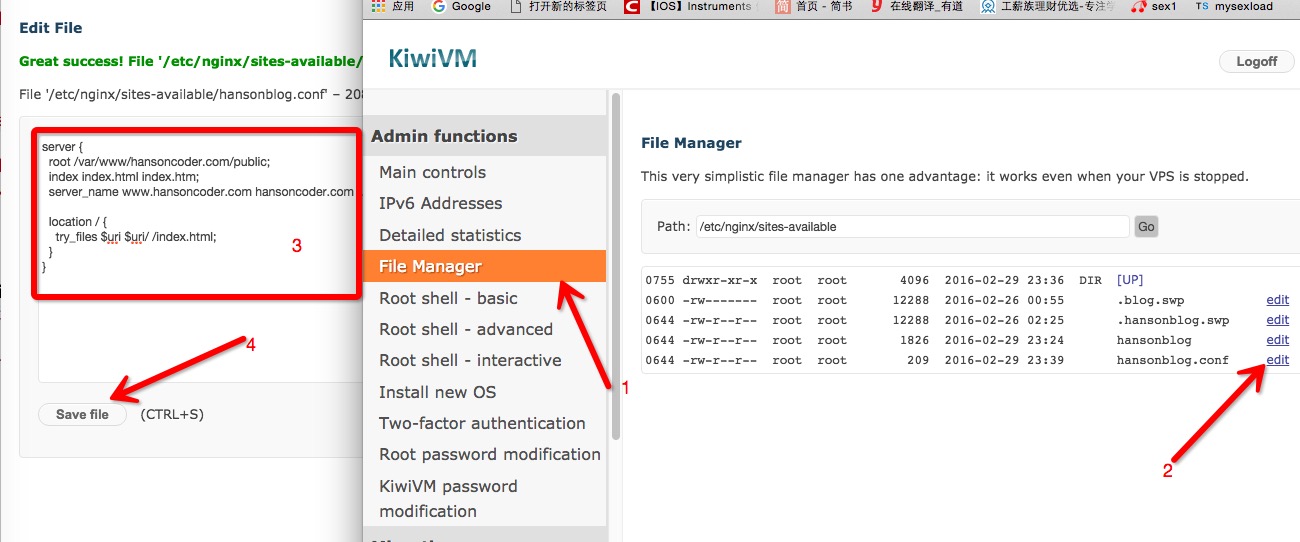 应用
Google
打开新的标签页
【IOS】Instruments
首页 - 简书
在线翻译_有道
工薪族理财优选-专注
sex1
TS mysexload
Edit File
Great success! File '/etc/nginx/sites-available/
File '/etc/nginx/sites-available/hansonblog.conf' – 208
server {
root /var/www/hansoncoder.com/public;
index index.html index.htm;
server_name www.hansoncoder.com hansoncoder.com
location / {
try_files $uri $uri/ /index.html;
}
}
3
4
Save file (CTRL+S)
KiwiVM
Logoff
Admin functions
Main controls
IPv6 Addresses
Detailed statistics
File Manager
Root shell - basic
Root shell - advanced
Root shell - interactive
Install new OS
Two-factor authentication
Root password modification
KiwiVM password
modification
1
File Manager
This very simplistic file manager has one advantage: it works even when your VPS is stopped.
Path: /etc/nginx/sites-available Go
0755 drwxr-xr-x root root 4096 2016-02-29 23:36 DIR [UP]
0600 -rw------- root root 12288 2016-02-26 00:55 .blog.swp edit
0644 -rw-r--r-- root root 12288 2016-02-26 02:25 .hansonblog.swp edit
0644 -rw-r--r-- root root 1826 2016-02-29 23:24 hansonblog edit
0644 -rw-r--r-- root root 209 2016-02-29 23:39 hansonblog.conf edit
2